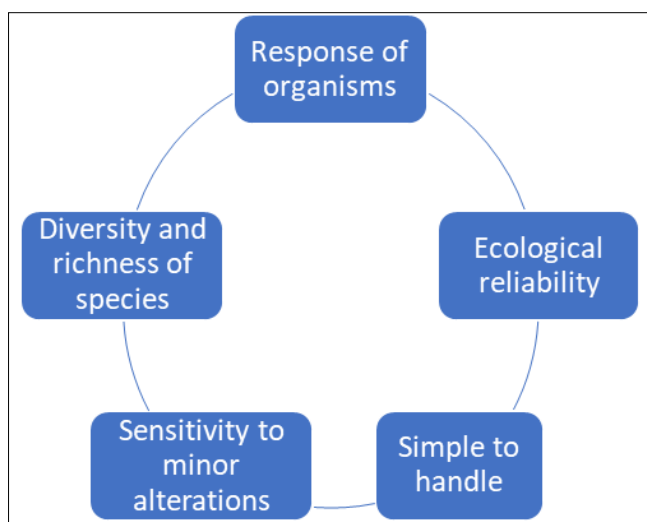 Response of
organisms
Ecological
reliability
Simple to
handle
Sensitivity to
minor
alterations
Diversity and
richness of
species